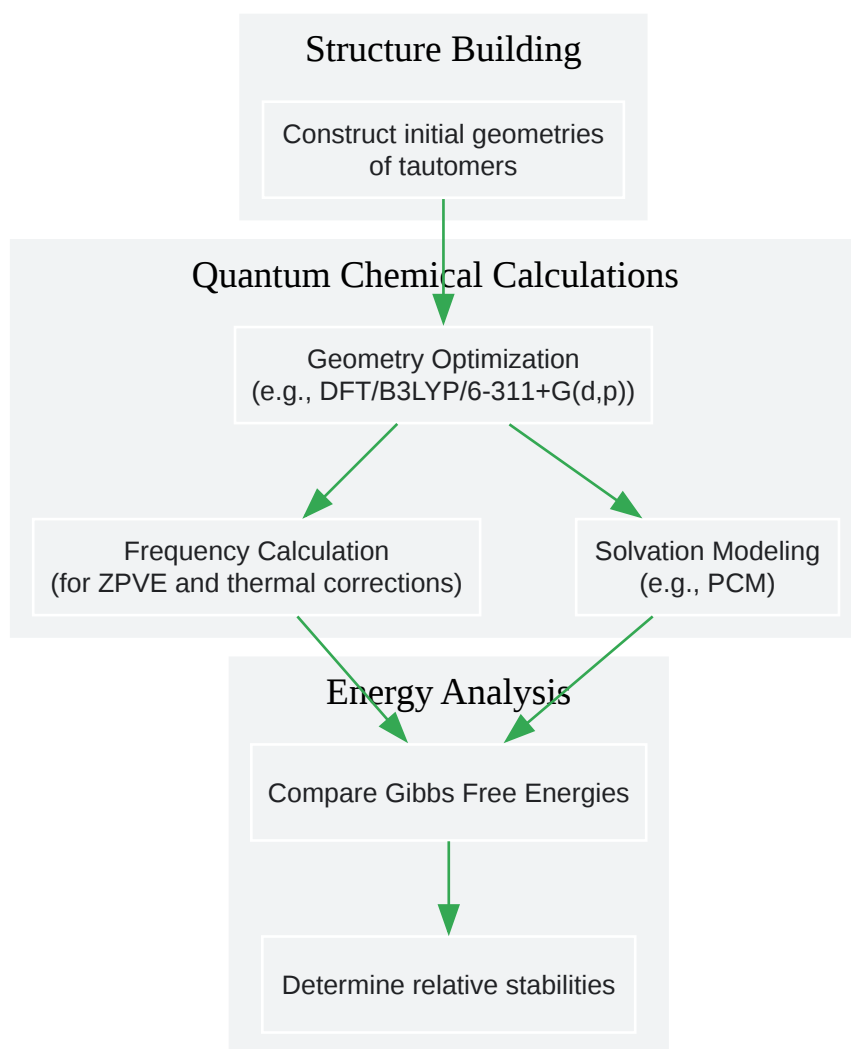 Structure Building
Construct initial geometries
of tautomers
Quantum Chemical Calculations
Geometry Optimization
(e.g., DFT/B3LYP/6-311+G(d,p))
Frequency Calculation
(for ZPVE and thermal corrections)
Solvation Modeling
(e.g., PCM)
Energy Analysis
Compare Gibbs Free Energies
Determine relative stabilities